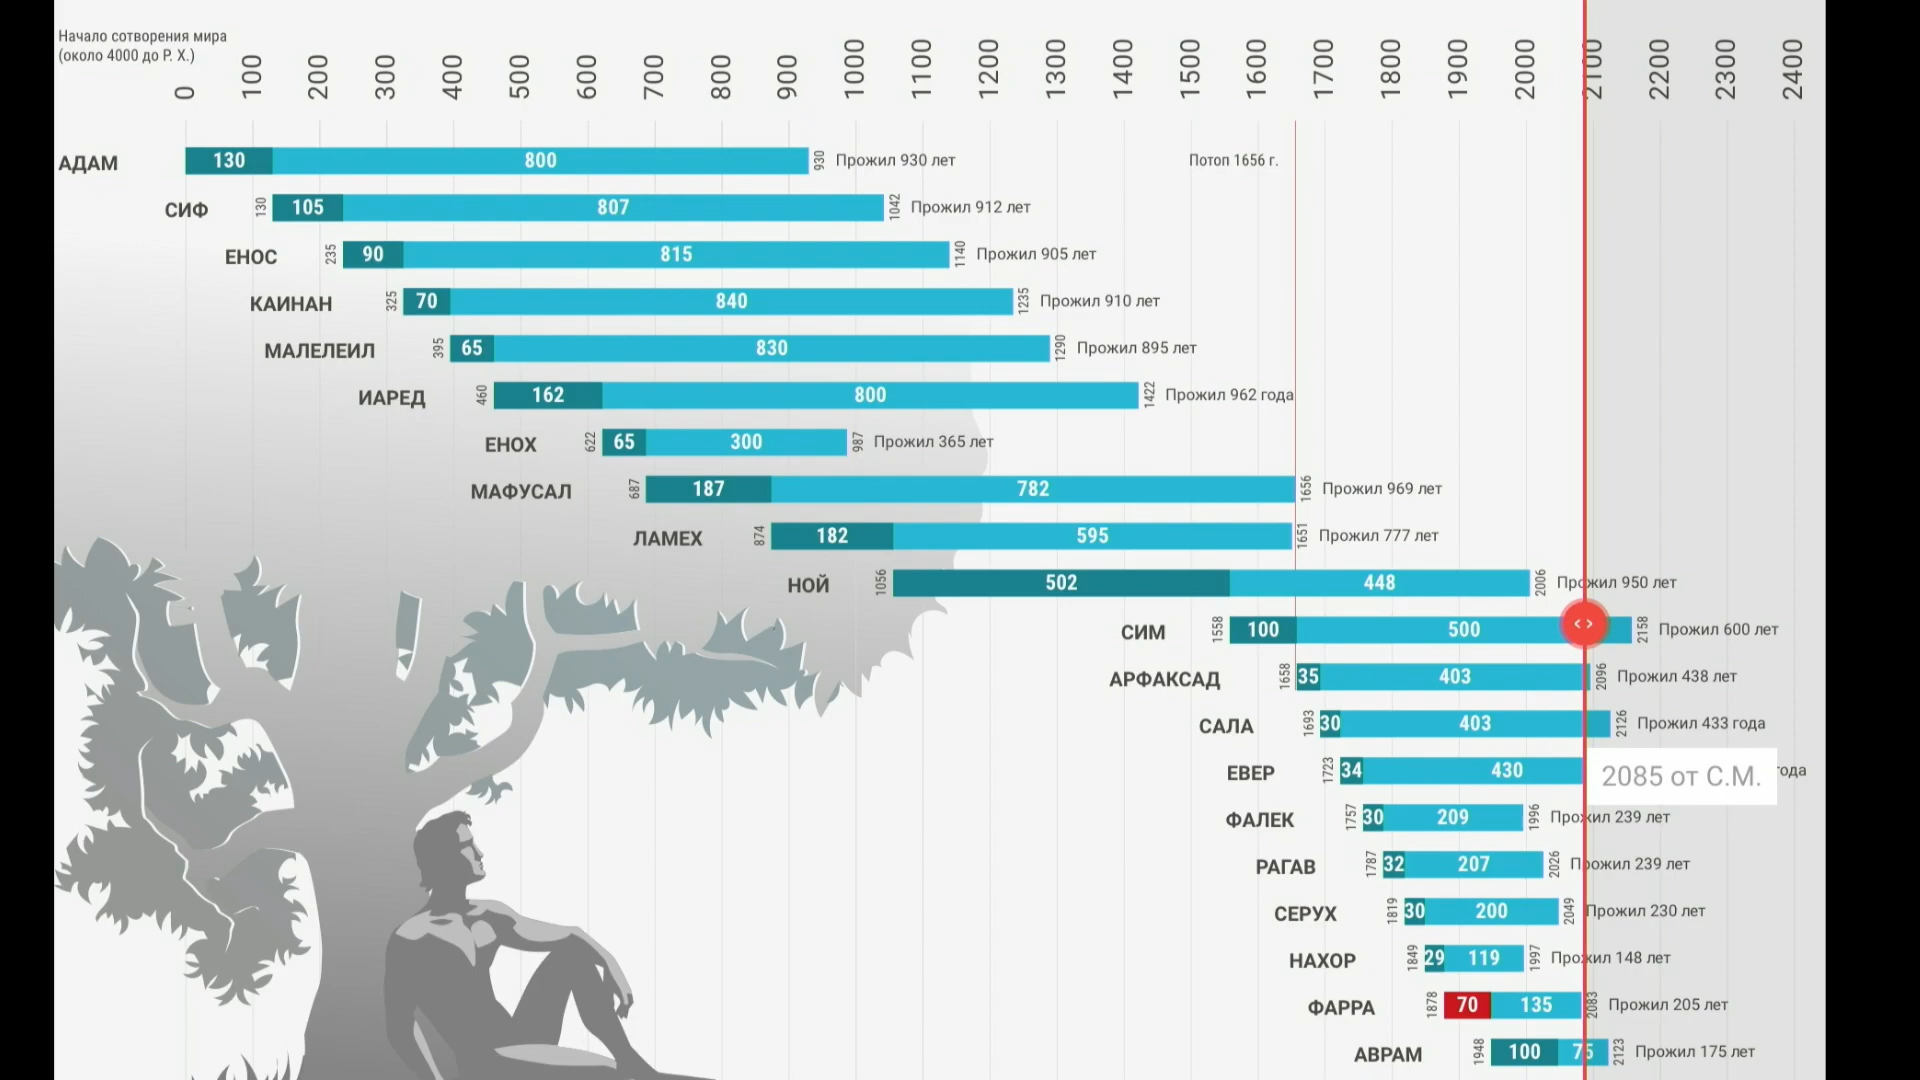 Начало сотворения мира
(около 4000 до Р. Х.)
0 100 200 300 400 500 600 700 800 900 1000 1100 1200 1300 1400 1500 1600 1700 1800 1900 2000 2100 2200 2300 2400
АДАМ 130 800 930 Прожил 930 лет Потоп 1656 г.
СИФ 130 105 807 1042 Прожил 912 лет
ЕНОС 235 90 815 1140 Прожил 905 лет
КАИНАН 325 70 840 1235 Прожил 910 лет
МАЛЕЛЕИЛ 395 65 830 1290 Прожил 895 лет
ИАРЕД 460 162 800 1422 Прожил 962 года
ЕНОХ 622 65 300 987 Прожил 365 лет
МАФУСАЛ 687 187 782 1656 Прожил 969 лет
ЛАМЕХ 874 182 595 1651 Прожил 777 лет
НОЙ 1056 502 448 2006 Прожил 950 лет
СИМ 1558 100 500 2158 Прожил 600 лет
АРФАКСАД 1658 35 403 2096 Прожил 438 лет
САЛА 1693 30 403 2126 Прожил 433 года
ЕВЕР 1723 34 430 года
2085 от С.М.
ФАЛЕК 1757 30 209 1996 Прожил 239 лет
РАГАВ 1787 32 207 2026 Прожил 239 лет
СЕРУХ 1819 30 200 2049 Прожил 230 лет
НАХОР 1849 29 119 1997 Прожил 148 лет
ФАРРА 1878 70 135 2083 Прожил 205 лет
АВРАМ 1948 100 75 2123 Прожил 175 лет